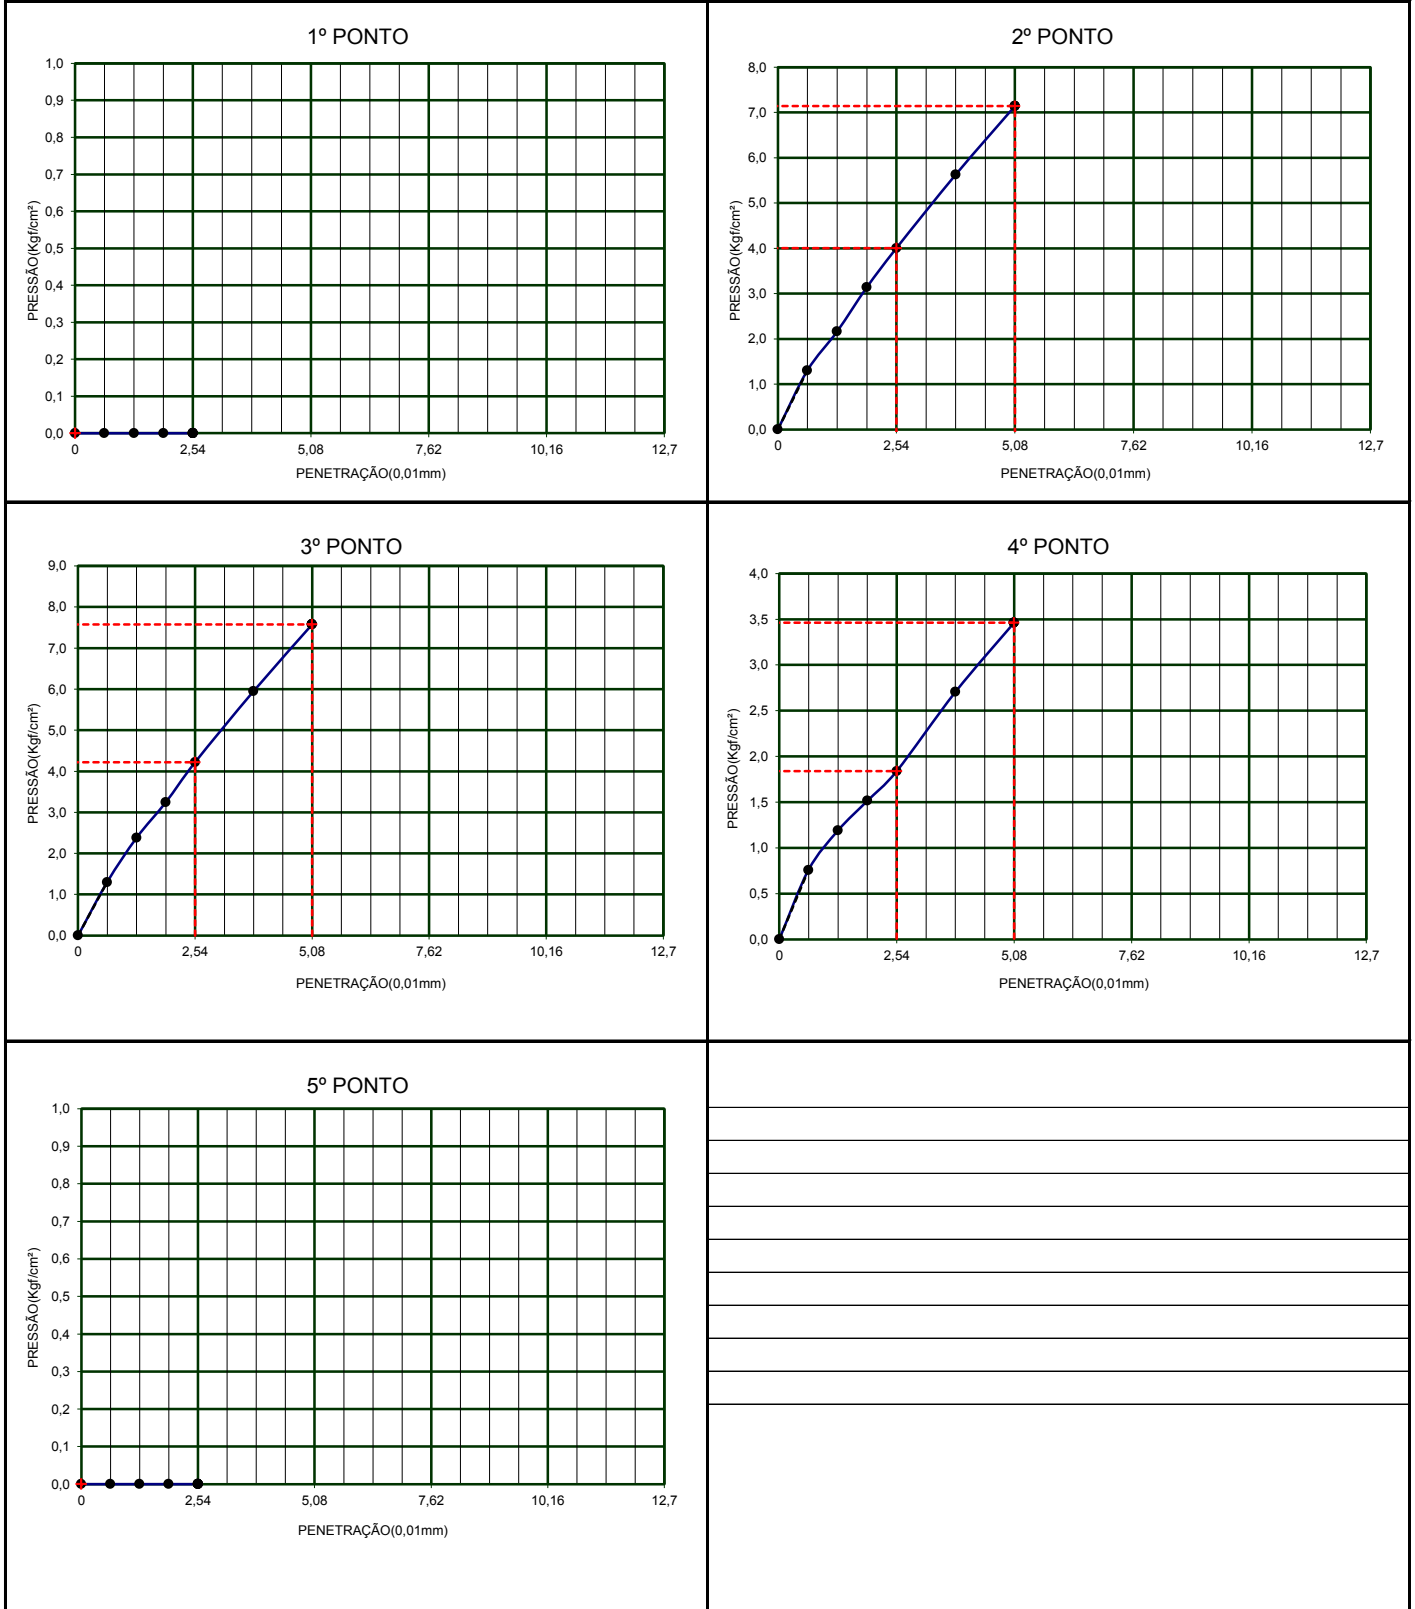 1º PONTO
1,0
0,9
0,8
0,7
0,6
0,5
0,4
0,3
0,2
0,1
0,0
PRESSÃO(Kgf/cm²)
0 2,54 5,08 7,62 10,16 12,7
PENETRAÇÃO(0,01mm)
2º PONTO
8,0
7,0
6,0
5,0
4,0
3,0
2,0
1,0
0,0
PRESSÃO(Kgf/cm²)
0 2,54 5,08 7,62 10,16 12,7
PENETRAÇÃO(0,01mm)
3º PONTO
9,0
8,0
7,0
6,0
5,0
4,0
3,0
2,0
1,0
0,0
PRESSÃO(Kgf/cm²)
0 2,54 5,08 7,62 10,16 12,7
PENETRAÇÃO(0,01mm)
4º PONTO
4,0
3,5
3,0
2,5
2,0
1,5
1,0
0,5
0,0
PRESSÃO(Kgf/cm²)
0 2,54 5,08 7,62 10,16 12,7
PENETRAÇÃO(0,01mm)
5º PONTO
1,0
0,9
0,8
0,7
0,6
0,5
0,4
0,3
0,2
0,1
0,0
PRESSÃO(Kgf/cm²)
0 2,54 5,08 7,62 10,16 12,7
PENETRAÇÃO(0,01mm)